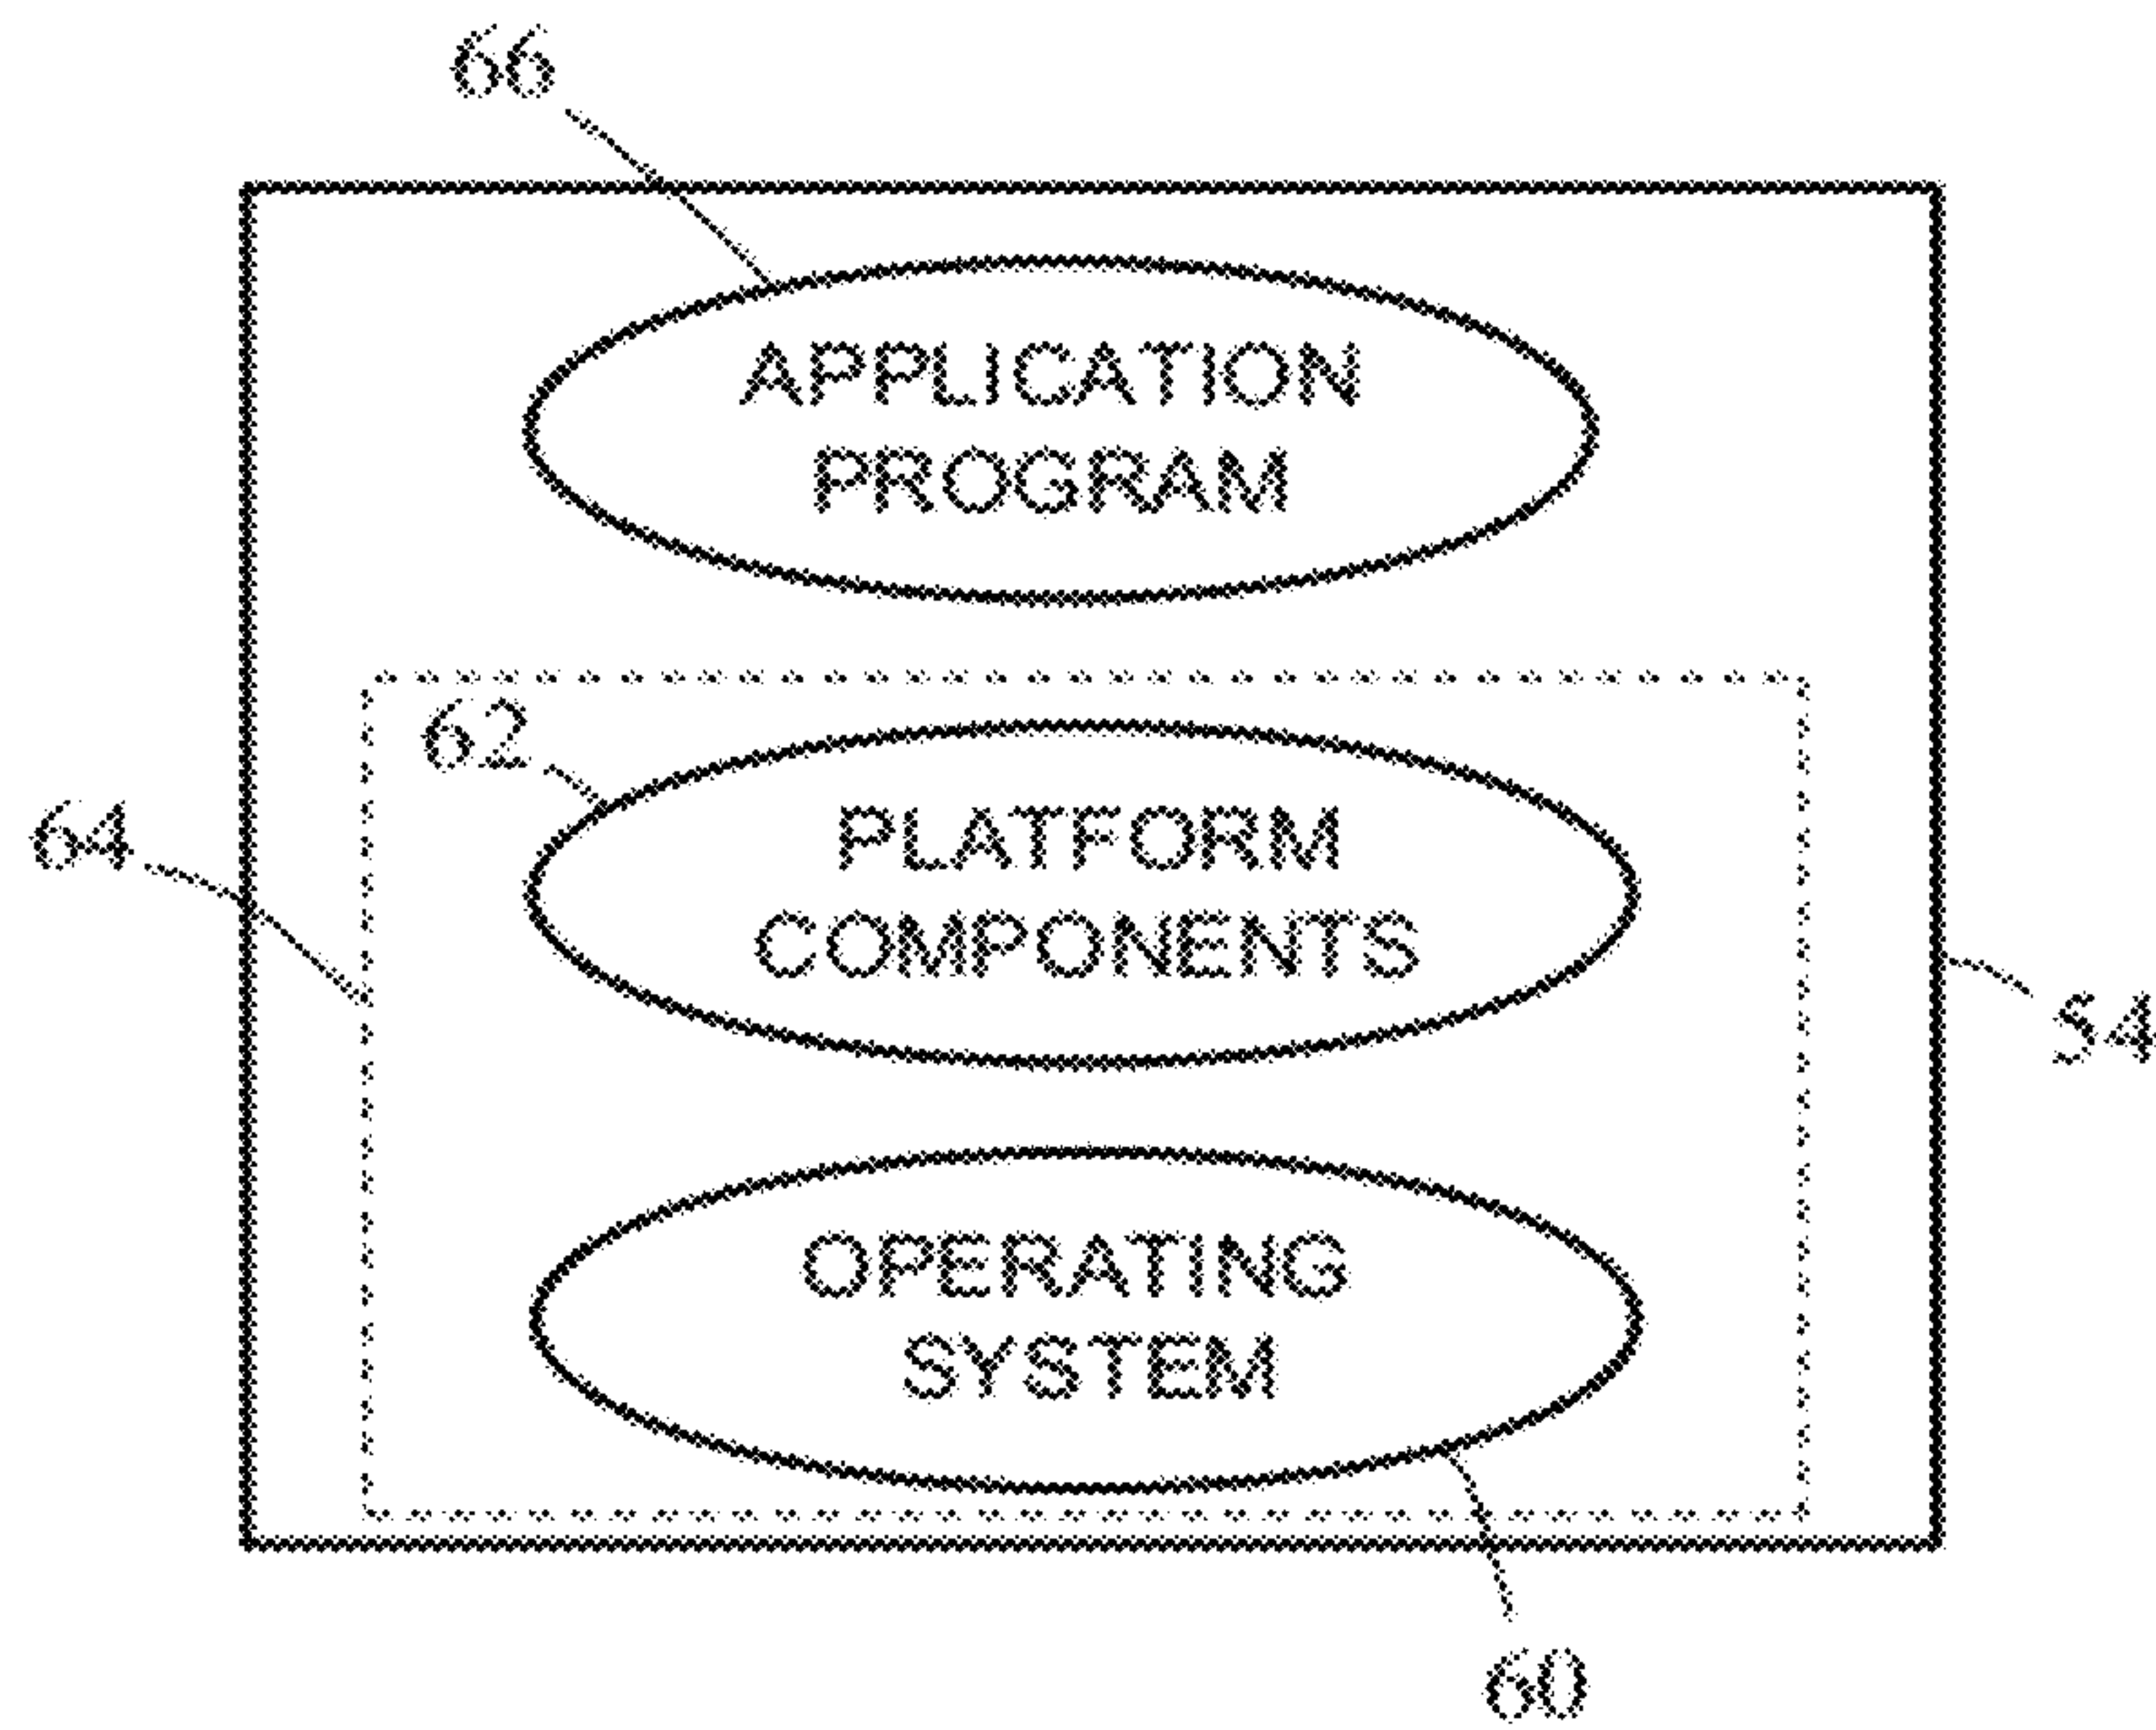 66
APPLICATION
PROGRAM
62
64
PLATFORM
COMPONENTS
54
OPERATING
SYSTEM
60